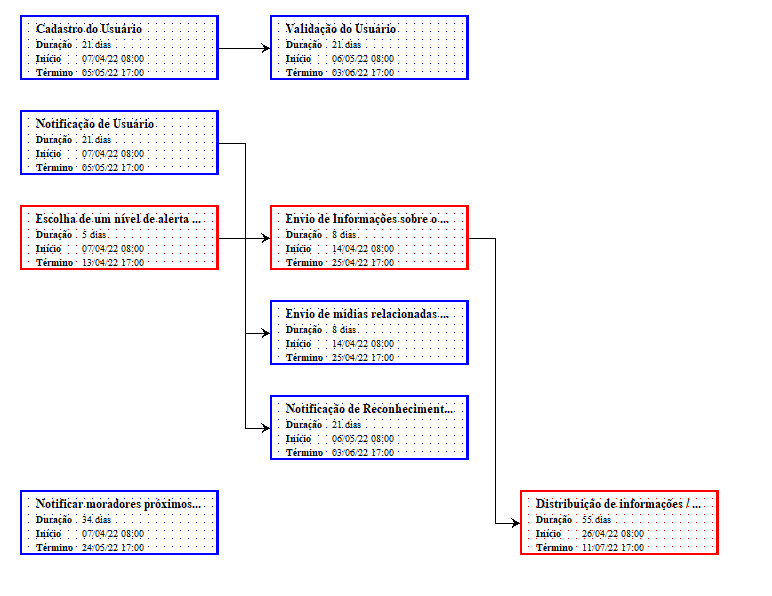 Cadastro do Usuário
Duração 21 dias
Início 07/04/22 08:00
Término 05/05/22 17:00
Validação do Usuário
Duração 21 dias
Início 06/05/22 08:00
Término 03/06/22 17:00
Notificação de Usuário
Duração 21 dias
Início 07/04/22 08:00
Término 05/05/22 17:00
Escolha de um nível de alerta ...
Duração 5 dias
Início 07/04/22 08:00
Término 13/04/22 17:00
Envio de Informações sobre o ...
Duração 8 dias
Início 14/04/22 08:00
Término 25/04/22 17:00
Envio de mídias relacionadas ...
Duração 8 dias
Início 14/04/22 08:00
Término 25/04/22 17:00
Notificação de Reconheciment...
Duração 21 dias
Início 06/05/22 08:00
Término 03/06/22 17:00
Notificar moradores próximos...
Duração 34 dias
Início 07/04/22 08:00
Término 24/05/22 17:00
Distribuição de informações / ...
Duração 55 dias
Início 26/04/22 08:00
Término 11/07/22 17:00